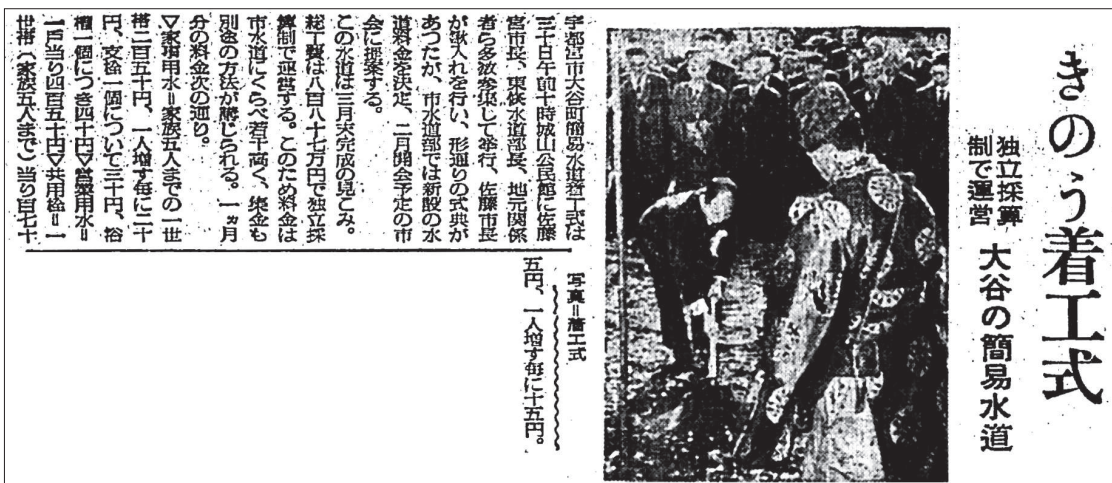 きのう着工式
独立採算
制で運営
大谷の簡易水道
宇都宮市大谷町簡易水道着工式は
三十日午前十時城山公民館に佐藤
宮市長、東條水道部長、地元関係
者ら多数参集して挙行、佐藤市長
が鍬入れを行い、形通りの式典が
あつたが、市水道部では新設の水
道料金を決定、二月開会予定の市
会に提案する。
この水道は三月末完成の見こみ。
総工費は八百八十七万円で独立採
算制で運営する。このため料金は
市水道にくらべ若干高く、集金も
別途の方法が講じられる。一ヵ月
分の料金次の通り。
▽家事用水=家族五人までの一世
帯二百五十円、一人増す毎に二十
円、支栓一個について三十円、浴
槽一個につき四十円▽営業用水=
一戸当り四百五十円▽共用栓=一
世帯(家族五人まで)当り百七十
五円、一人増す毎に十五円。
写真=着工式